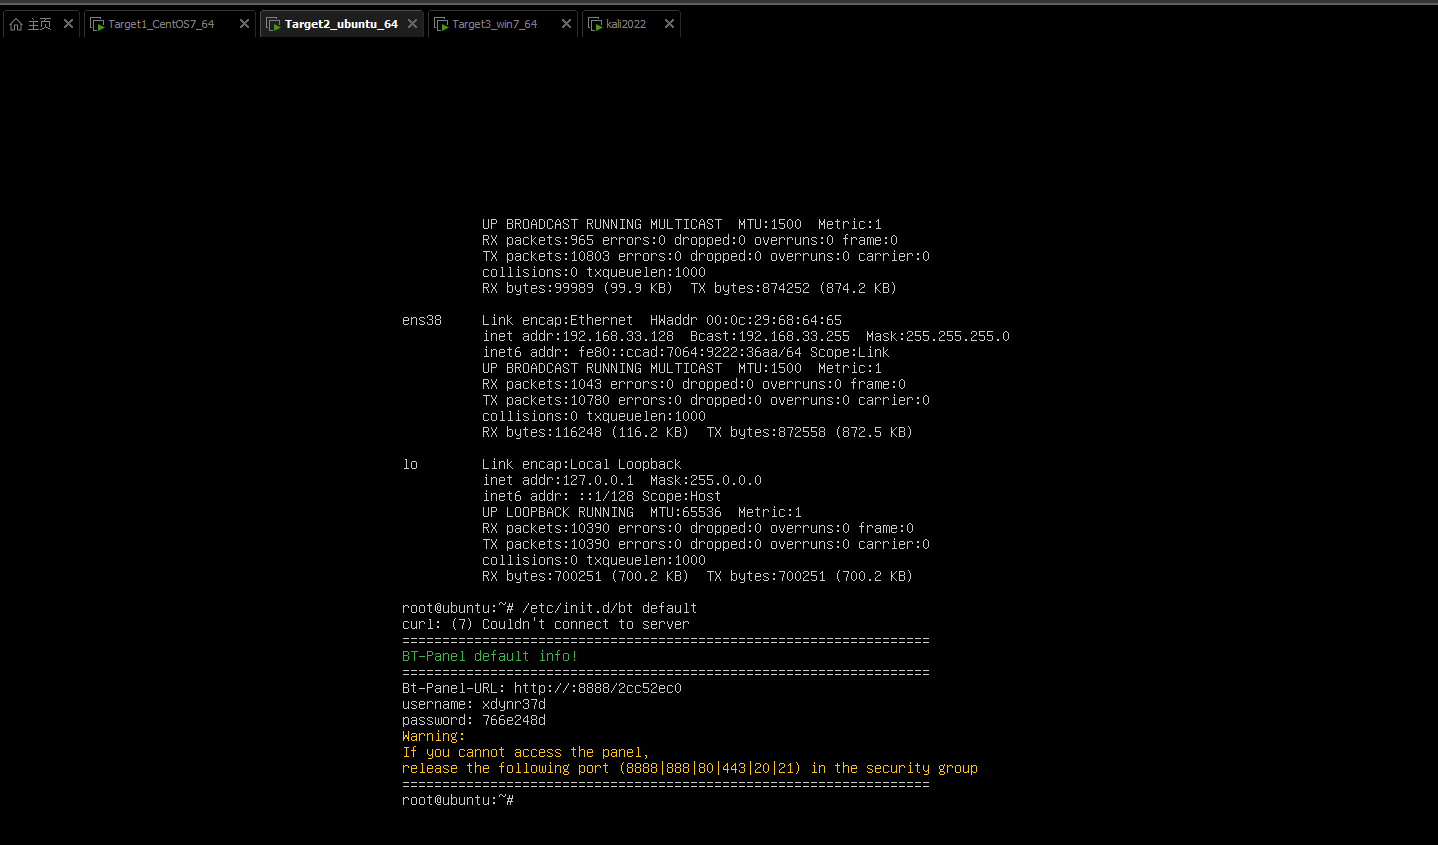 主页 Target1_CentOS7_64 Target2_ubuntu_64 Target3_win7_64 kali2022
UP BROADCAST RUNNING MULTICAST  MTU:1500  Metric:1
RX packets:965 errors:0 dropped:0 overruns:0 frame:0
TX packets:10803 errors:0 dropped:0 overruns:0 carrier:0
collisions:0 txqueuelen:1000
RX bytes:99989 (99.9 KB)  TX bytes:874252 (874.2 KB)
ens38     Link encap:Ethernet  HWaddr 00:0c:29:68:64:65
inet addr:192.168.33.128  Bcast:192.168.33.255  Mask:255.255.255.0
inet6 addr: fe80::ccad:7064:9222:36aa/64 Scope:Link
UP BROADCAST RUNNING MULTICAST  MTU:1500  Metric:1
RX packets:1043 errors:0 dropped:0 overruns:0 frame:0
TX packets:10780 errors:0 dropped:0 overruns:0 carrier:0
collisions:0 txqueuelen:1000
RX bytes:116248 (116.2 KB)  TX bytes:872558 (872.5 KB)
lo        Link encap:Local Loopback
inet addr:127.0.0.1  Mask:255.0.0.0
inet6 addr: ::1/128 Scope:Host
UP LOOPBACK RUNNING  MTU:65536  Metric:1
RX packets:10390 errors:0 dropped:0 overruns:0 frame:0
TX packets:10390 errors:0 dropped:0 overruns:0 carrier:0
collisions:0 txqueuelen:1000
RX bytes:700251 (700.2 KB)  TX bytes:700251 (700.2 KB)
root@ubuntu:~# /etc/init.d/bt default
curl: (7) Couldn't connect to server
==================================================================
BT-Panel default info!
==================================================================
Bt-Panel-URL: http://:8888/2cc52ec0
username: xdynr37d
password: 766e248d
Warning:
If you cannot access the panel,
release the following port (8888|888|80|443|20|21) in the security group
==================================================================
root@ubuntu:~#